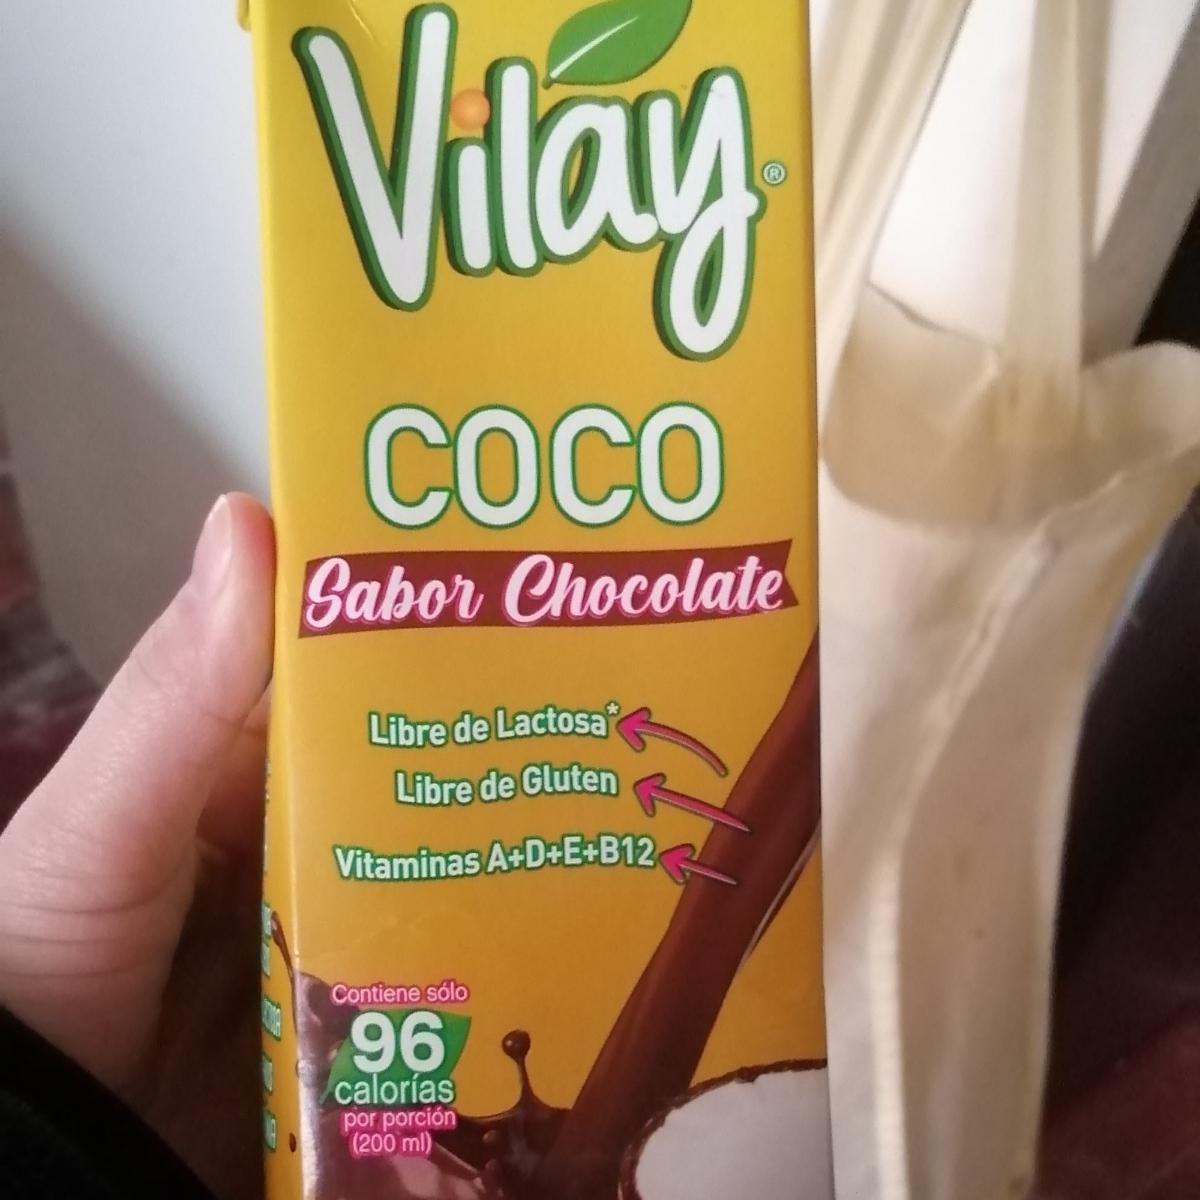 Vilay®
COCO
Sabor Chocolate
Libre de Lactosa*
Libre de Gluten
Vitaminas A+D+E+B12
Contiene sólo
96
calorías
por porción
(200 ml)